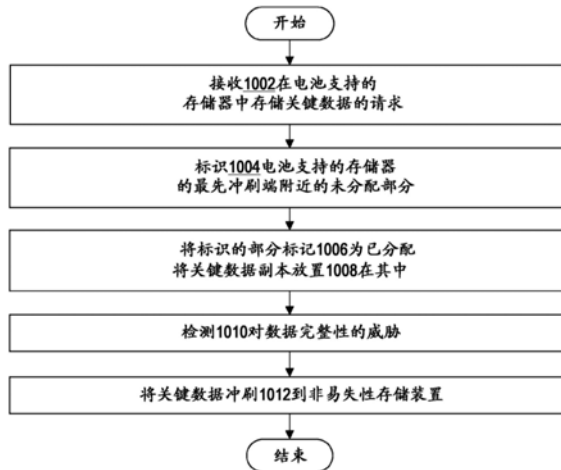 开始
接收1002在电池支持的
存储器中存储关键数据的请求
标识1004电池支持的存储器
的最先冲刷端附近的未分配部分
将标识的部分标记1006为已分配
将关键数据副本放置1008在其中
检测1010对数据完整性的威胁
将关键数据冲刷1012到非易失性存储装置
结束